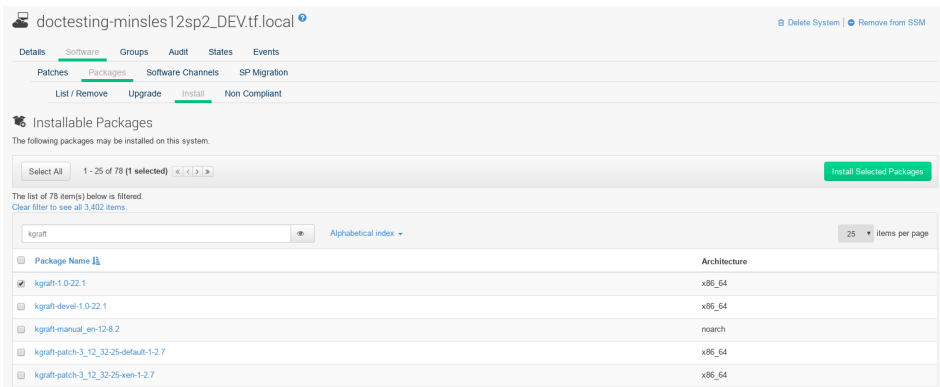 doctesting-minsles12sp2_DEV.tf.local ?
Delete System | Remove from SSM
Details Software Groups Audit States Events
Patches Packages Software Channels SP Migration
List / Remove Upgrade Install Non Compliant
Installable Packages
The following packages may be installed on this system.
Select All 1 - 25 of 78 (1 selected) « < > » Install Selected Packages
The list of 78 item(s) below is filtered.
Clear filter to see all 3,402 items.
kgraft Alphabetical index 25 items per page
Package Name Architecture
kgraft-1.0-22.1 x86_64
kgraft-devel-1.0-22.1 x86_64
kgraft-manual_en-12-8.2 noarch
kgraft-patch-3_12_32-25-default-1-2.7 x86_64
kgraft-patch-3_12_32-25-xen-1-2.7 x86_64